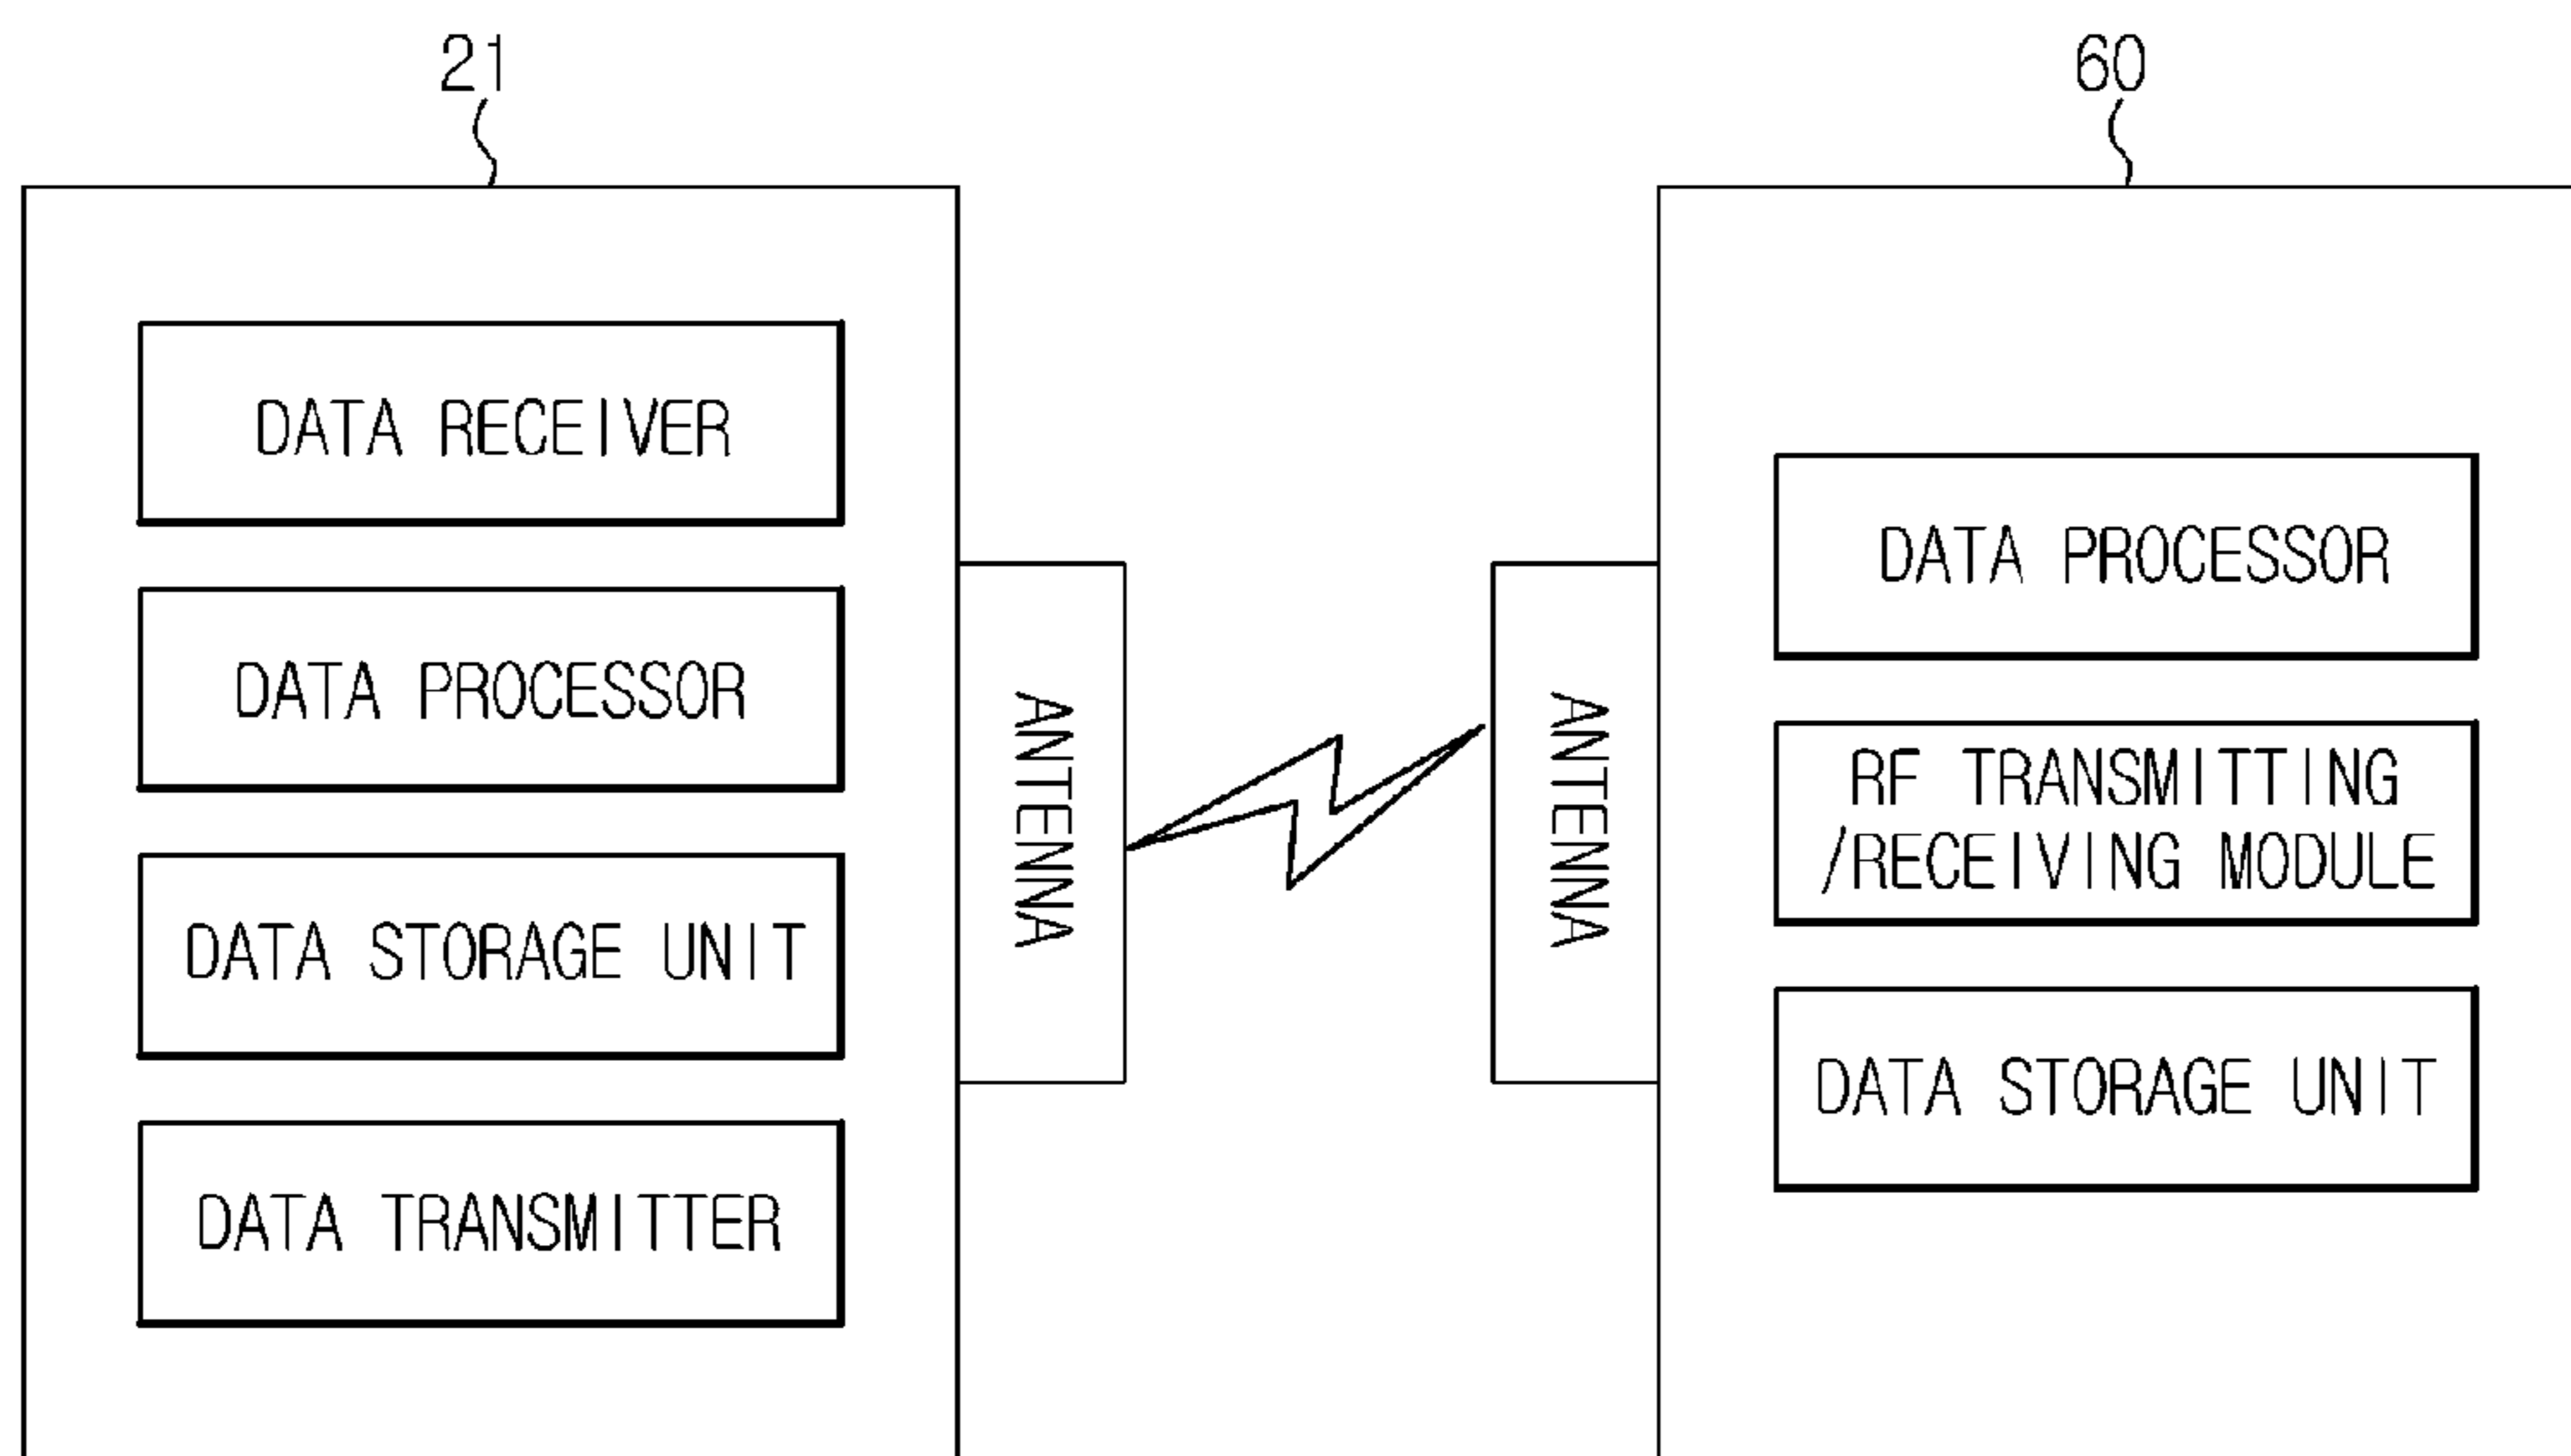 21
DATA RECEIVER
DATA PROCESSOR
DATA STORAGE UNIT
DATA TRANSMITTER
ANTENNA
ANTENNA
60
DATA PROCESSOR
RF TRANSMITTING
/RECEIVING MODULE
DATA STORAGE UNIT